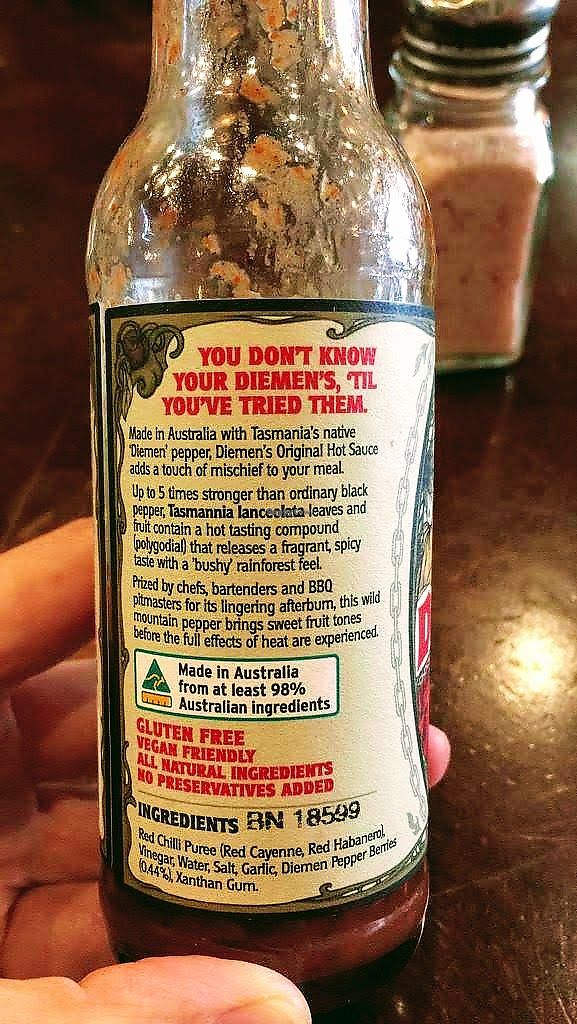 YOU DON'T KNOW
YOUR DIEMEN'S, 'TIL
YOU'VE TRIED THEM.
Made in Australia with Tasmania's native
'Diemen' pepper, Diemen's Original Hot Sauce
adds a touch of mischief to your meal.
Up to 5 times stronger than ordinary black
pepper, Tasmannia lanceolata leaves and
fruit contain a hot tasting compound
(polygodial) that releases a fragrant, spicy
taste with a 'bushy' rainforest feel.
Prized by chefs, bartenders and BBQ
pitmasters for its lingering afterburn, this wild
mountain pepper brings sweet fruit tones
before the full effects of heat are experienced.
Made in Australia
from at least 98%
Australian ingredients
GLUTEN FREE
VEGAN FRIENDLY
ALL NATURAL INGREDIENTS
NO PRESERVATIVES ADDED
INGREDIENTS BN 18599
Red Chilli Puree (Red Cayenne, Red Habanero),
Vinegar, Water, Salt, Garlic, Diemen Pepper Berries
(0.44%), Xanthan Gum.